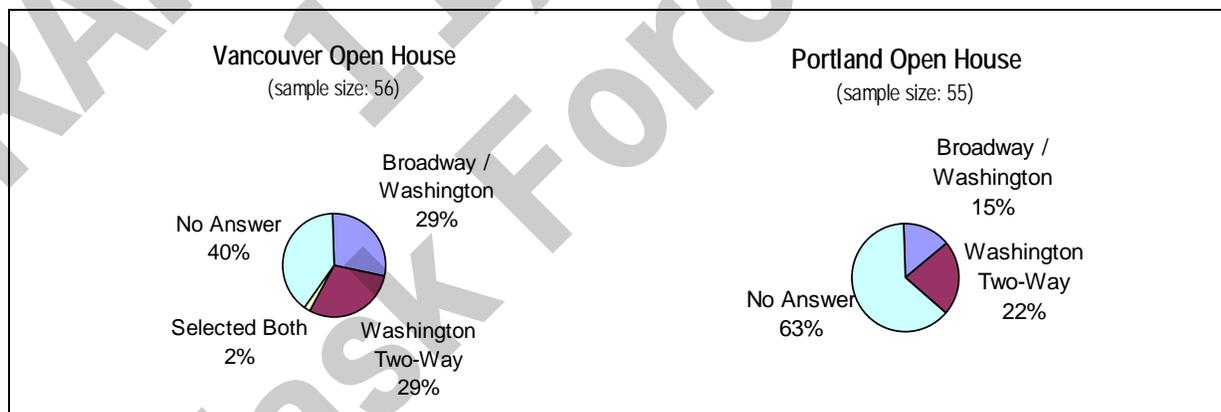 Vancouver Open House
(sample size: 56)
Broadway /
Washington
29%
No Answer
40%
Selected Both
2%
Washington
Two-Way
29%
Portland Open House
(sample size: 55)
Broadway /
Washington
15%
Washington
Two-Way
22%
No Answer
63%